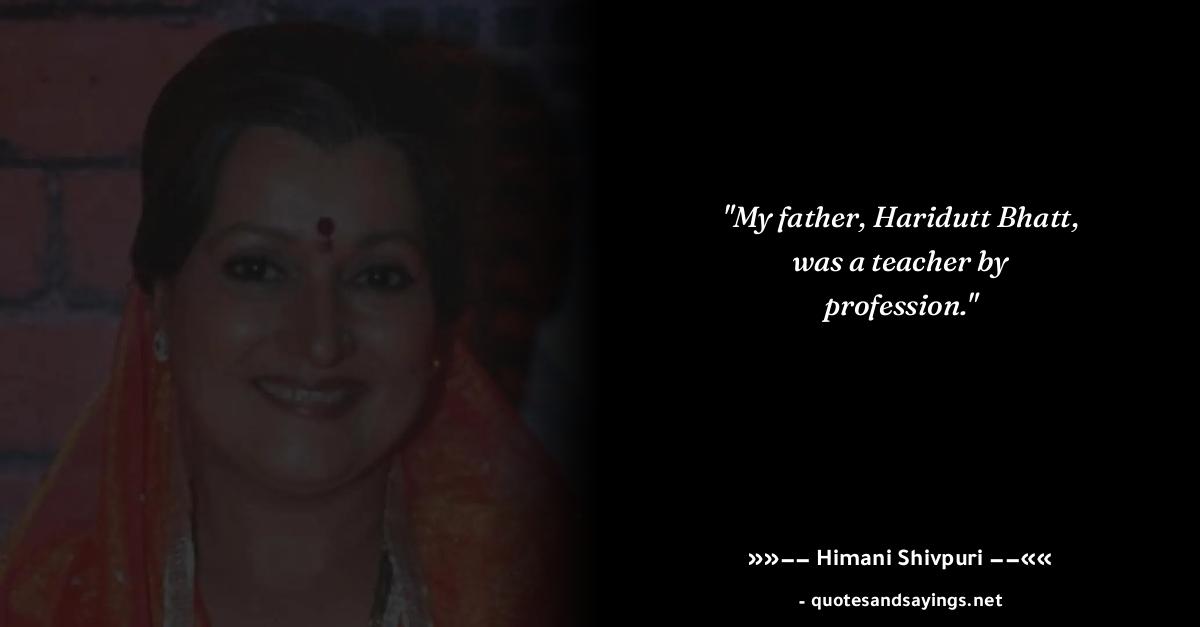 "My father, Haridutt Bhatt,
was a teacher by
profession."
»»−− Himani Shivpuri −−««
- quotesandsayings.net